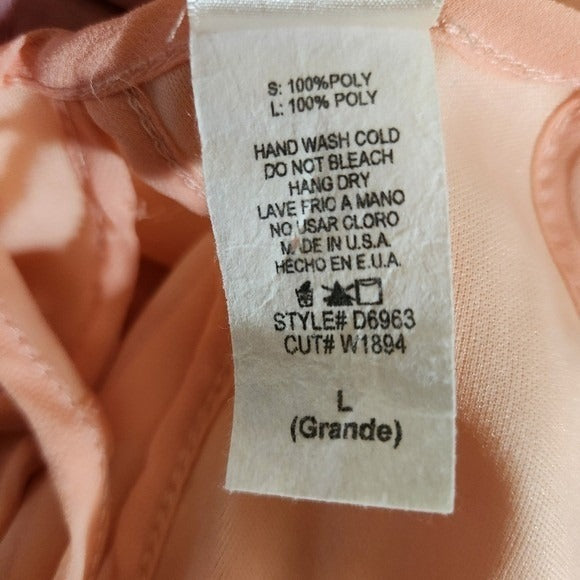 S: 100%POLY
L: 100% POLY
HAND WASH COLD
DO NOT BLEACH
HANG DRY
LAVE FRIO A MANO
NO USAR CLORO
MADE IN U.S.A.
HECHO EN E.U.A.
STYLE# D6963
CUT# W1894
L
(Grande)